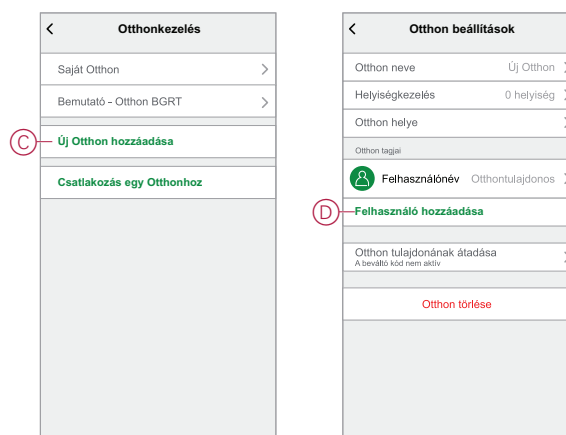 Otthonkezelés
Saját Otthon
Bemutató - Otthon BGRT
C
Új Otthon hozzáadása
Csatlakozás egy Otthonhoz
Otthon beállítások
Otthon neve Új Otthon
Helyiségkezelés 0 helyiség
Otthon helye
Otthon tagjai
Felhasználónév Otthontulajdonos
D
Felhasználó hozzáadása
Otthon tulajdonának átadása
A beváltó kód nem aktív
Otthon törlése